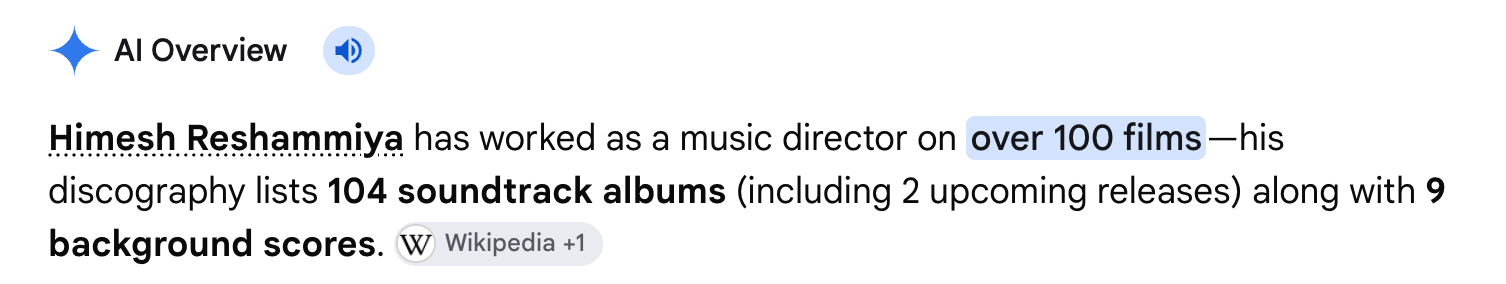 AI Overview
Himesh Reshammiya has worked as a music director on over 100 films—his
discography lists 104 soundtrack albums (including 2 upcoming releases) along with 9
background scores. W Wikipedia +1